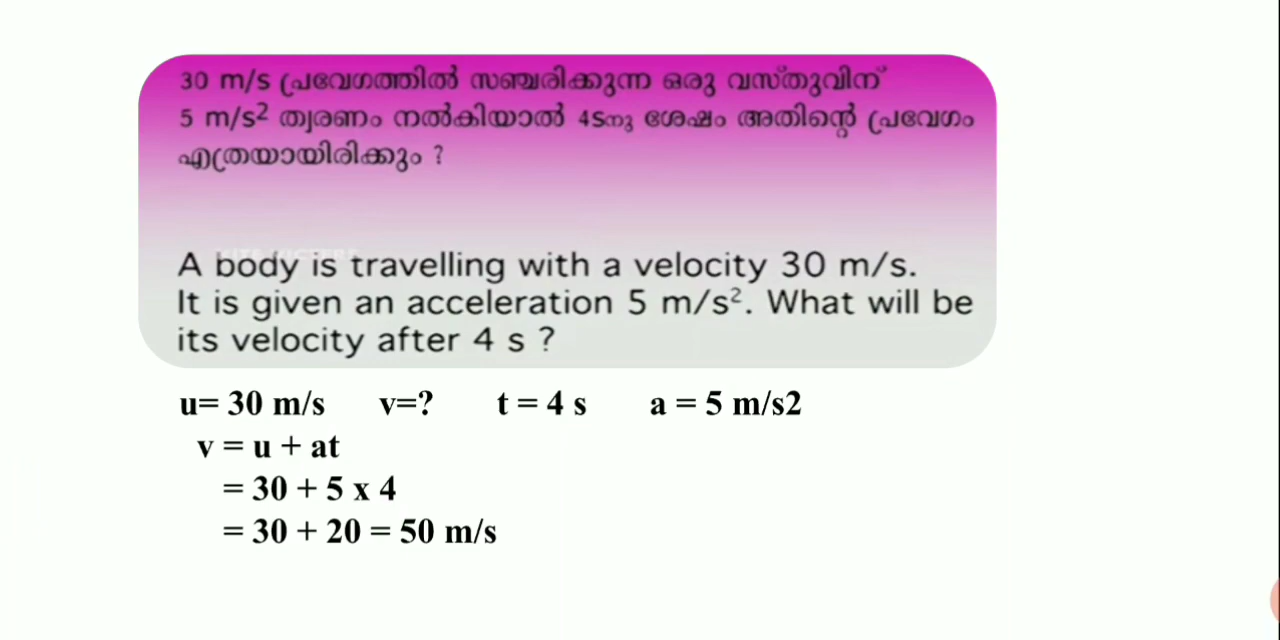 30 m/s പ്രവേഗത്തിൽ സഞ്ചരിക്കുന്ന ഒരു വസ്തുവിന്
5 m/s² ത്വരണം നൽകിയാൽ 4sനു ശേഷം അതിന്റെ പ്രവേഗം
എത്രയായിരിക്കും ?
A body is travelling with a velocity 30 m/s.
It is given an acceleration 5 m/s². What will be
its velocity after 4 s ?
u= 30 m/s v=? t = 4 s a = 5 m/s2
v = u + at
= 30 + 5 x 4
= 30 + 20 = 50 m/s